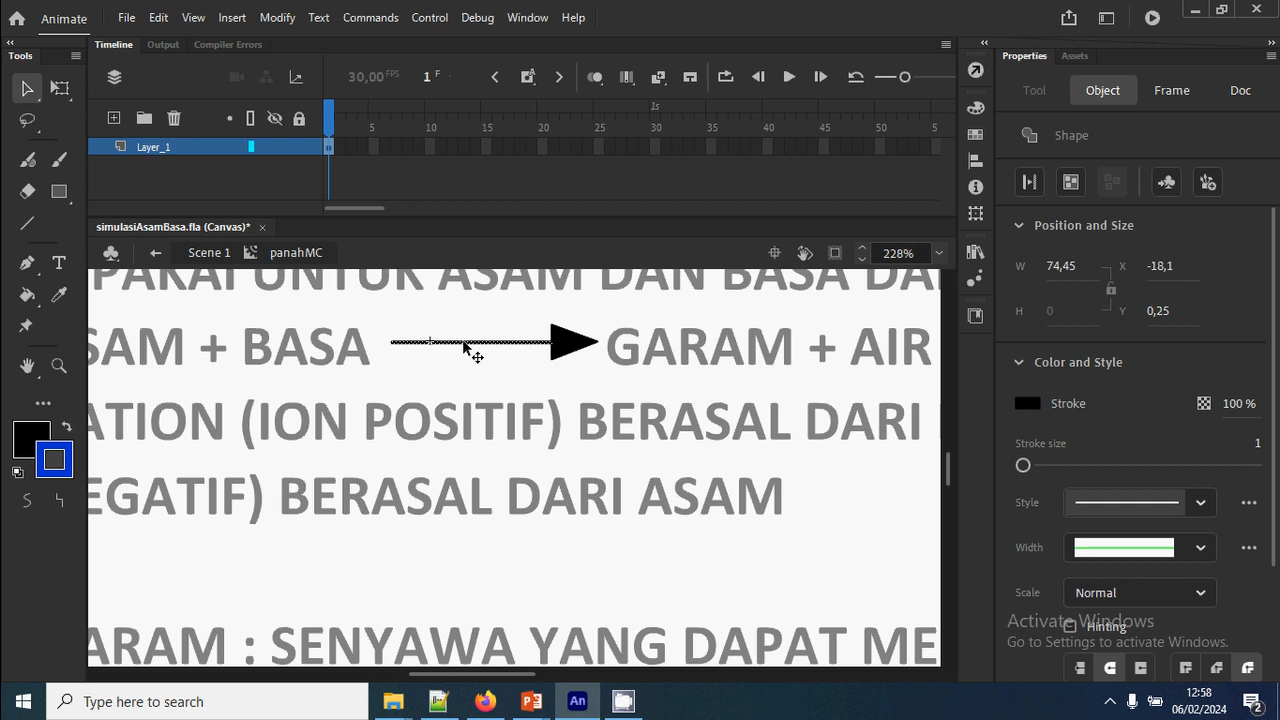 Animate File Edit View Insert Modify Text Commands Control Debug Window Help
Timeline Output Compiler Errors
Tools
30,00 FPS 1 F
1s
5 10 15 20 25 30 35 40 45 50 5
Layer_1
simulasiAsamBasa.fla (Canvas)*
Scene 1 panahMC 228%
PAKAI UNTUK ASAM DAN BASA DA
SAM + BASA GARAM + AIR
ATION (ION POSITIF) BERASAL DARI
EGATIF) BERASAL DARI ASAM
ARAM : SENYAWA YANG DAPAT ME
Properties Assets
Tool Object Frame Doc
Shape
Position and Size
W 74,45 X -18,1
H 0 Y 0,25
Color and Style
Stroke 100 %
Stroke size 1
Style
Width
Scale Normal
Hinting
Activate Windows
Go to Settings to activate Windows.
Type here to search
An
12:58
06/02/2024
2